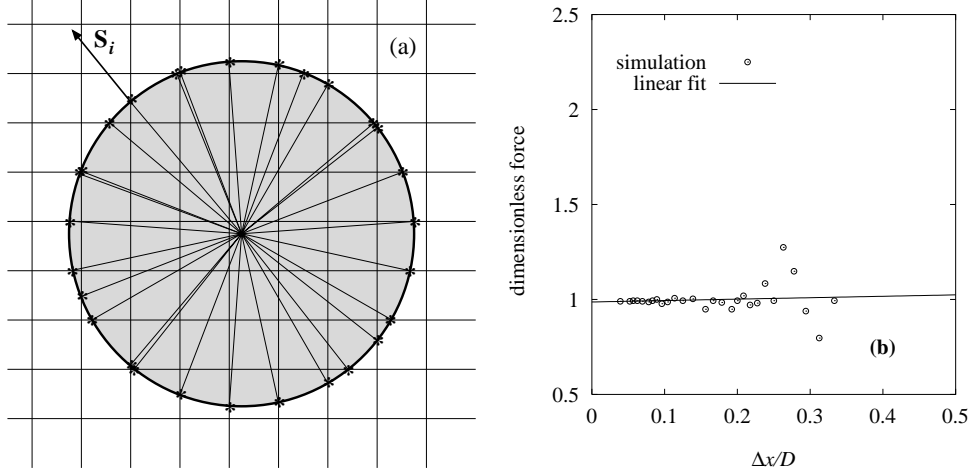 S_i
(a)
dimensionless force
2.5
2
1.5
1
0.5
simulation
linear fit
(b)
0
0.1
0.2
0.3
0.4
0.5
Δx/D